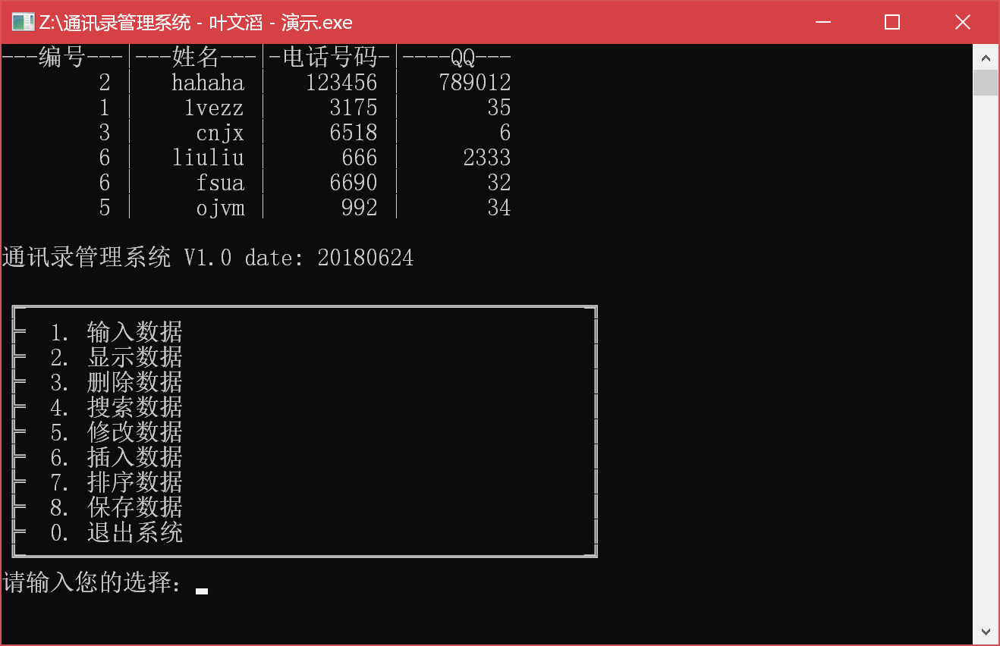 Z:\通讯录管理系统 - 叶文滔 - 演示.exe
---编号---|---姓名---|-电话号码-|----QQ---
2 | hahaha | 123456 | 789012
1 | lvezz | 3175 | 35
3 | cnjx | 6518 | 6
6 | liuliu | 666 | 2333
6 | fsua | 6690 | 32
5 | ojvm | 992 | 34
通讯录管理系统 V1.0 date: 20180624
1. 输入数据
2. 显示数据
3. 删除数据
4. 搜索数据
5. 修改数据
6. 插入数据
7. 排序数据
8. 保存数据
0. 退出系统
请输入您的选择：